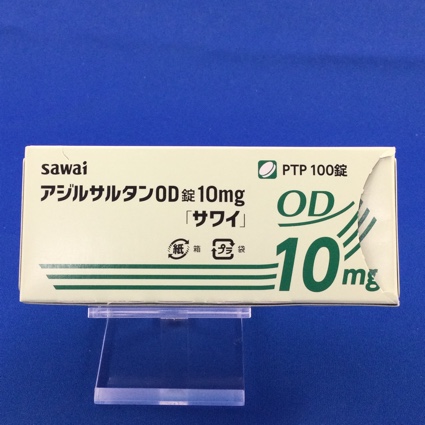 sawai
PTP 100錠
アジルサルタンOD錠10mg
「サワイ」
OD
紙 箱 プラ 袋
10mg